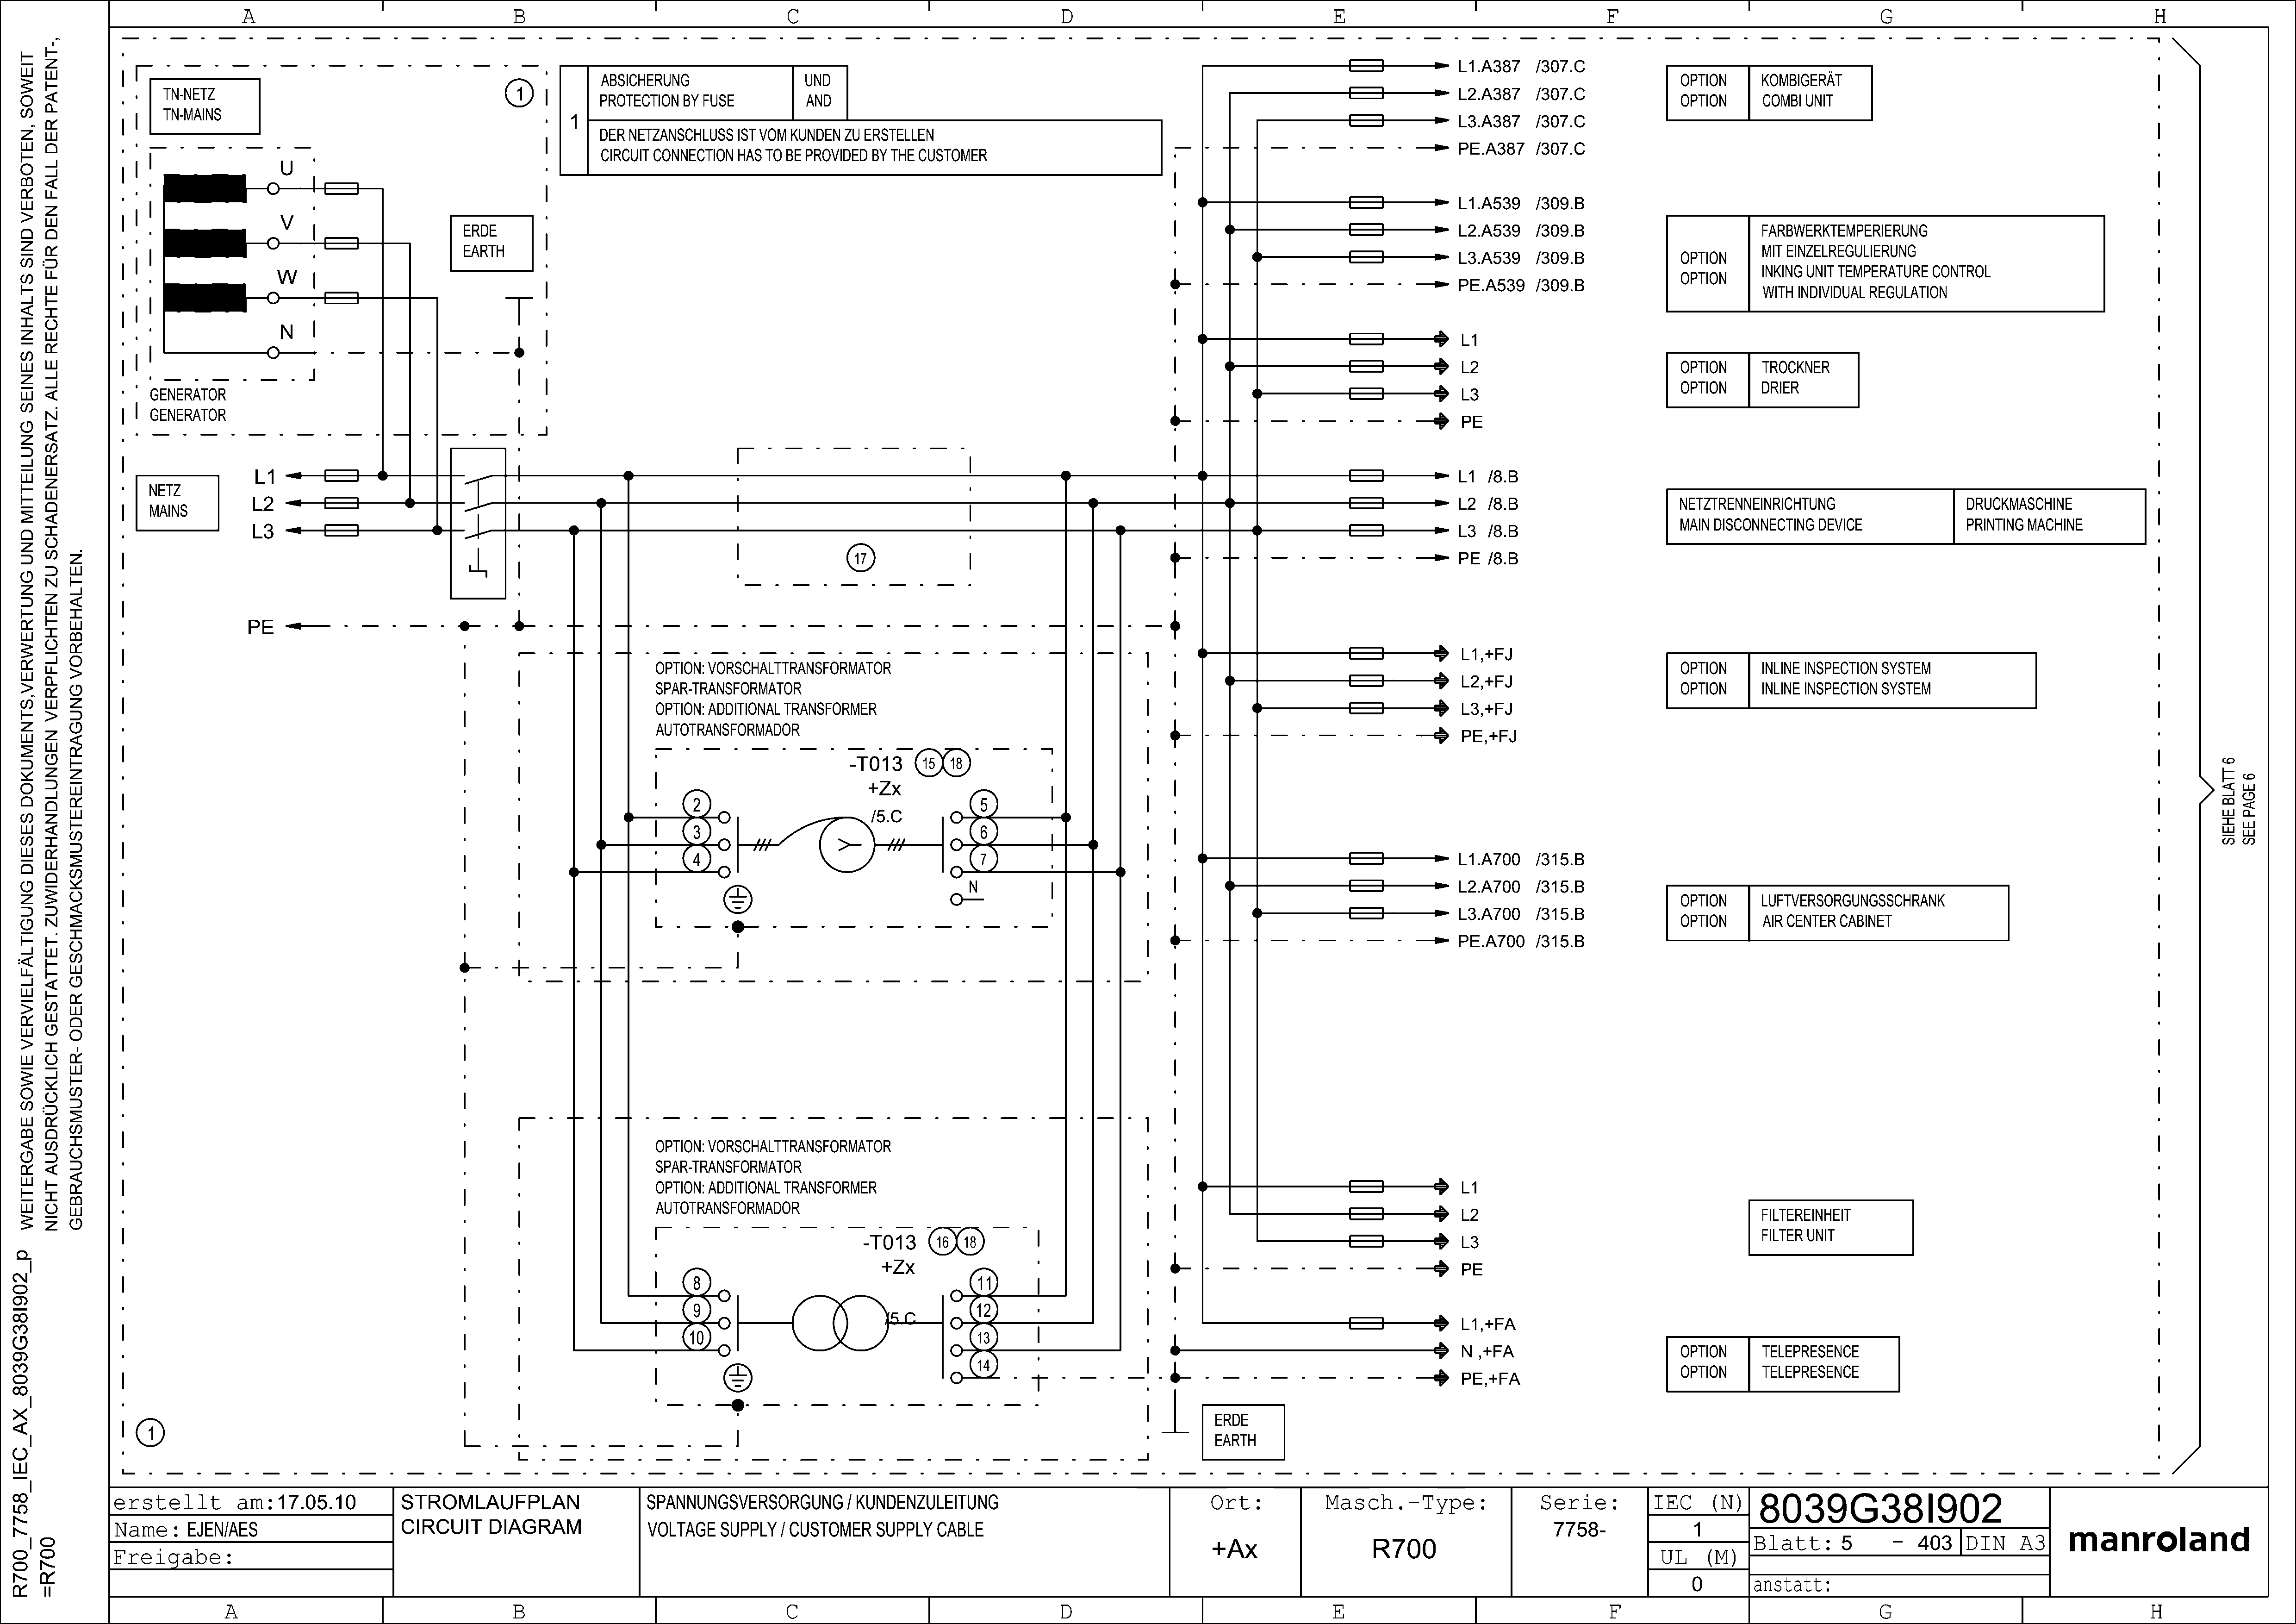 A B C D E F G H
WEITERGABE SOWIE VERVIELFÄLTIGUNG DIESES DOKUMENTS,VERWERTUNG UND MITTEILUNG SEINES INHALTS SIND VERBOTEN, SOWEIT
NICHT AUSDRÜCKLICH GESTATTET. ZUWIDERHANDLUNGEN VERPFLICHTEN ZU SCHADENERSATZ. ALLE RECHTE FÜR DEN FALL DER PATENT-,
GEBRAUCHSMUSTER- ODER GESCHMACKSMUSTEREINTRAGUNG VORBEHALTEN.
R700_7758_IEC_AX_8039G38I902_p
=R700
TN-NETZ
TN-MAINS
1
U
V
W
N
GENERATOR
GENERATOR
ERDE
EARTH
1
ABSICHERUNG
PROTECTION BY FUSE
UND
AND
DER NETZANSCHLUSS IST VOM KUNDEN ZU ERSTELLEN
CIRCUIT CONNECTION HAS TO BE PROVIDED BY THE CUSTOMER
NETZ
MAINS
L1
L2
L3
PE
17
OPTION: VORSCHALTTRANSFORMATOR
SPAR-TRANSFORMATOR
OPTION: ADDITIONAL TRANSFORMER
AUTOTRANSFORMADOR
-T013 15 18
+Zx
/5.C
2 5
3 6
4 7
N
OPTION: VORSCHALTTRANSFORMATOR
SPAR-TRANSFORMATOR
OPTION: ADDITIONAL TRANSFORMER
AUTOTRANSFORMADOR
-T013 16 18
+Zx
/5.C
8 11
9 12
10 13
14
1
L1.A387 /307.C
L2.A387 /307.C
L3.A387 /307.C
PE.A387 /307.C
OPTION KOMBIGERÄT
OPTION COMBI UNIT
L1.A539 /309.B
L2.A539 /309.B
L3.A539 /309.B
PE.A539 /309.B
OPTION
OPTION
FARBWERKTEMPERIERUNG
MIT EINZELREGULIERUNG
INKING UNIT TEMPERATURE CONTROL
WITH INDIVIDUAL REGULATION
L1
L2
L3
PE
OPTION TROCKNER
OPTION DRIER
L1 /8.B
L2 /8.B
L3 /8.B
PE /8.B
NETZTRENNEINRICHTUNG DRUCKMASCHINE
MAIN DISCONNECTING DEVICE PRINTING MACHINE
L1,+FJ
L2,+FJ
L3,+FJ
PE,+FJ
OPTION INLINE INSPECTION SYSTEM
OPTION INLINE INSPECTION SYSTEM
L1.A700 /315.B
L2.A700 /315.B
L3.A700 /315.B
PE.A700 /315.B
OPTION LUFTVERSORGUNGSSCHRANK
OPTION AIR CENTER CABINET
L1
L2
L3
PE
FILTEREINHEIT
FILTER UNIT
L1,+FA
N ,+FA
PE,+FA
OPTION TELEPRESENCE
OPTION TELEPRESENCE
ERDE
EARTH
SIEHE BLATT 6
SEE PAGE 6
erstellt am:17.05.10
Name: EJEN/AES
Freigabe:
STROMLAUFPLAN
CIRCUIT DIAGRAM
SPANNUNGSVERSORGUNG / KUNDENZULEITUNG
VOLTAGE SUPPLY / CUSTOMER SUPPLY CABLE
Ort:
+Ax
Masch.-Type:
R700
Serie:
7758-
IEC (N)
1
UL (M)
0
8039G38I902
Blatt: 5 - 403 DIN A3
anstatt:
manroland
A B C D E F G H